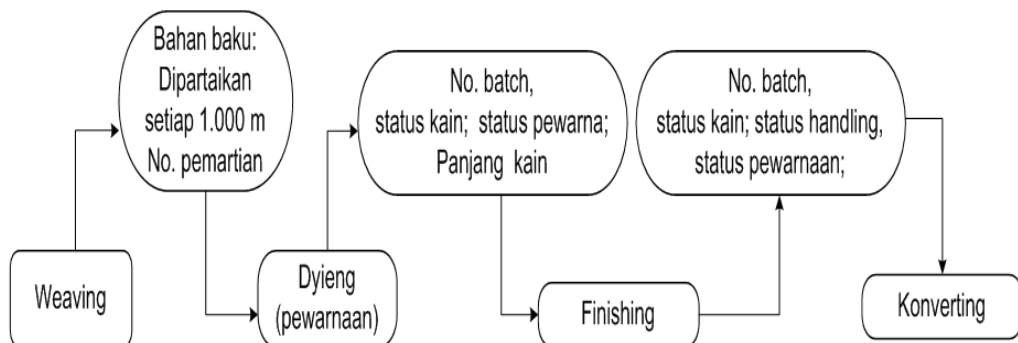 Weaving
Bahan baku:
Dipartaikan
setiap 1.000 m
No. pemartian
Dyieng
(pewarnaan)
No. batch,
status kain; status pewarna;
Panjang kain
Finishing
No. batch,
status kain; status handling,
status pewarnaan;
Konverting